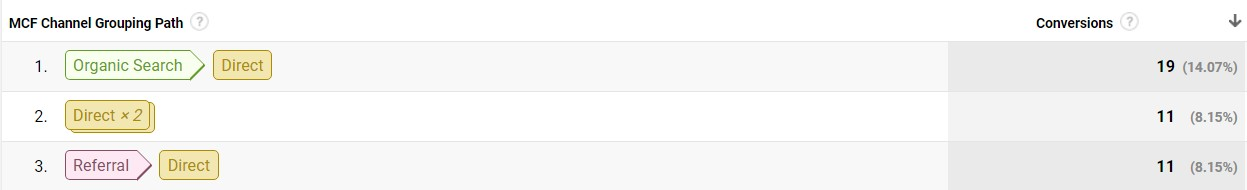 MCF Channel Grouping Path ? Conversions ?
1. Organic Search Direct 19 (14.07%)
2. Direct × 2 11 (8.15%)
3. Referral Direct 11 (8.15%)